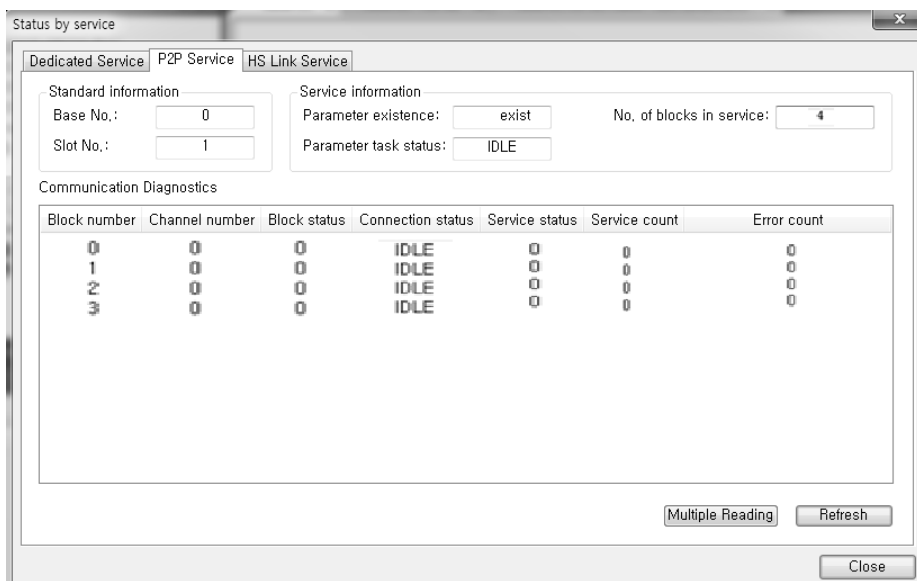 Status by service
Dedicated Service P2P Service HS Link Service
Standard information Service information
Base No.: 0 Parameter existence: exist No. of blocks in service: 4
Slot No.: 1 Parameter task status: IDLE
Communication Diagnostics
Block number Channel number Block status Connection status Service status Service count Error count
0 0 0 IDLE 0 0 0
1 0 0 IDLE 0 0 0
2 0 0 IDLE 0 0 0
3 0 0 IDLE 0 0 0
Multiple Reading Refresh
Close